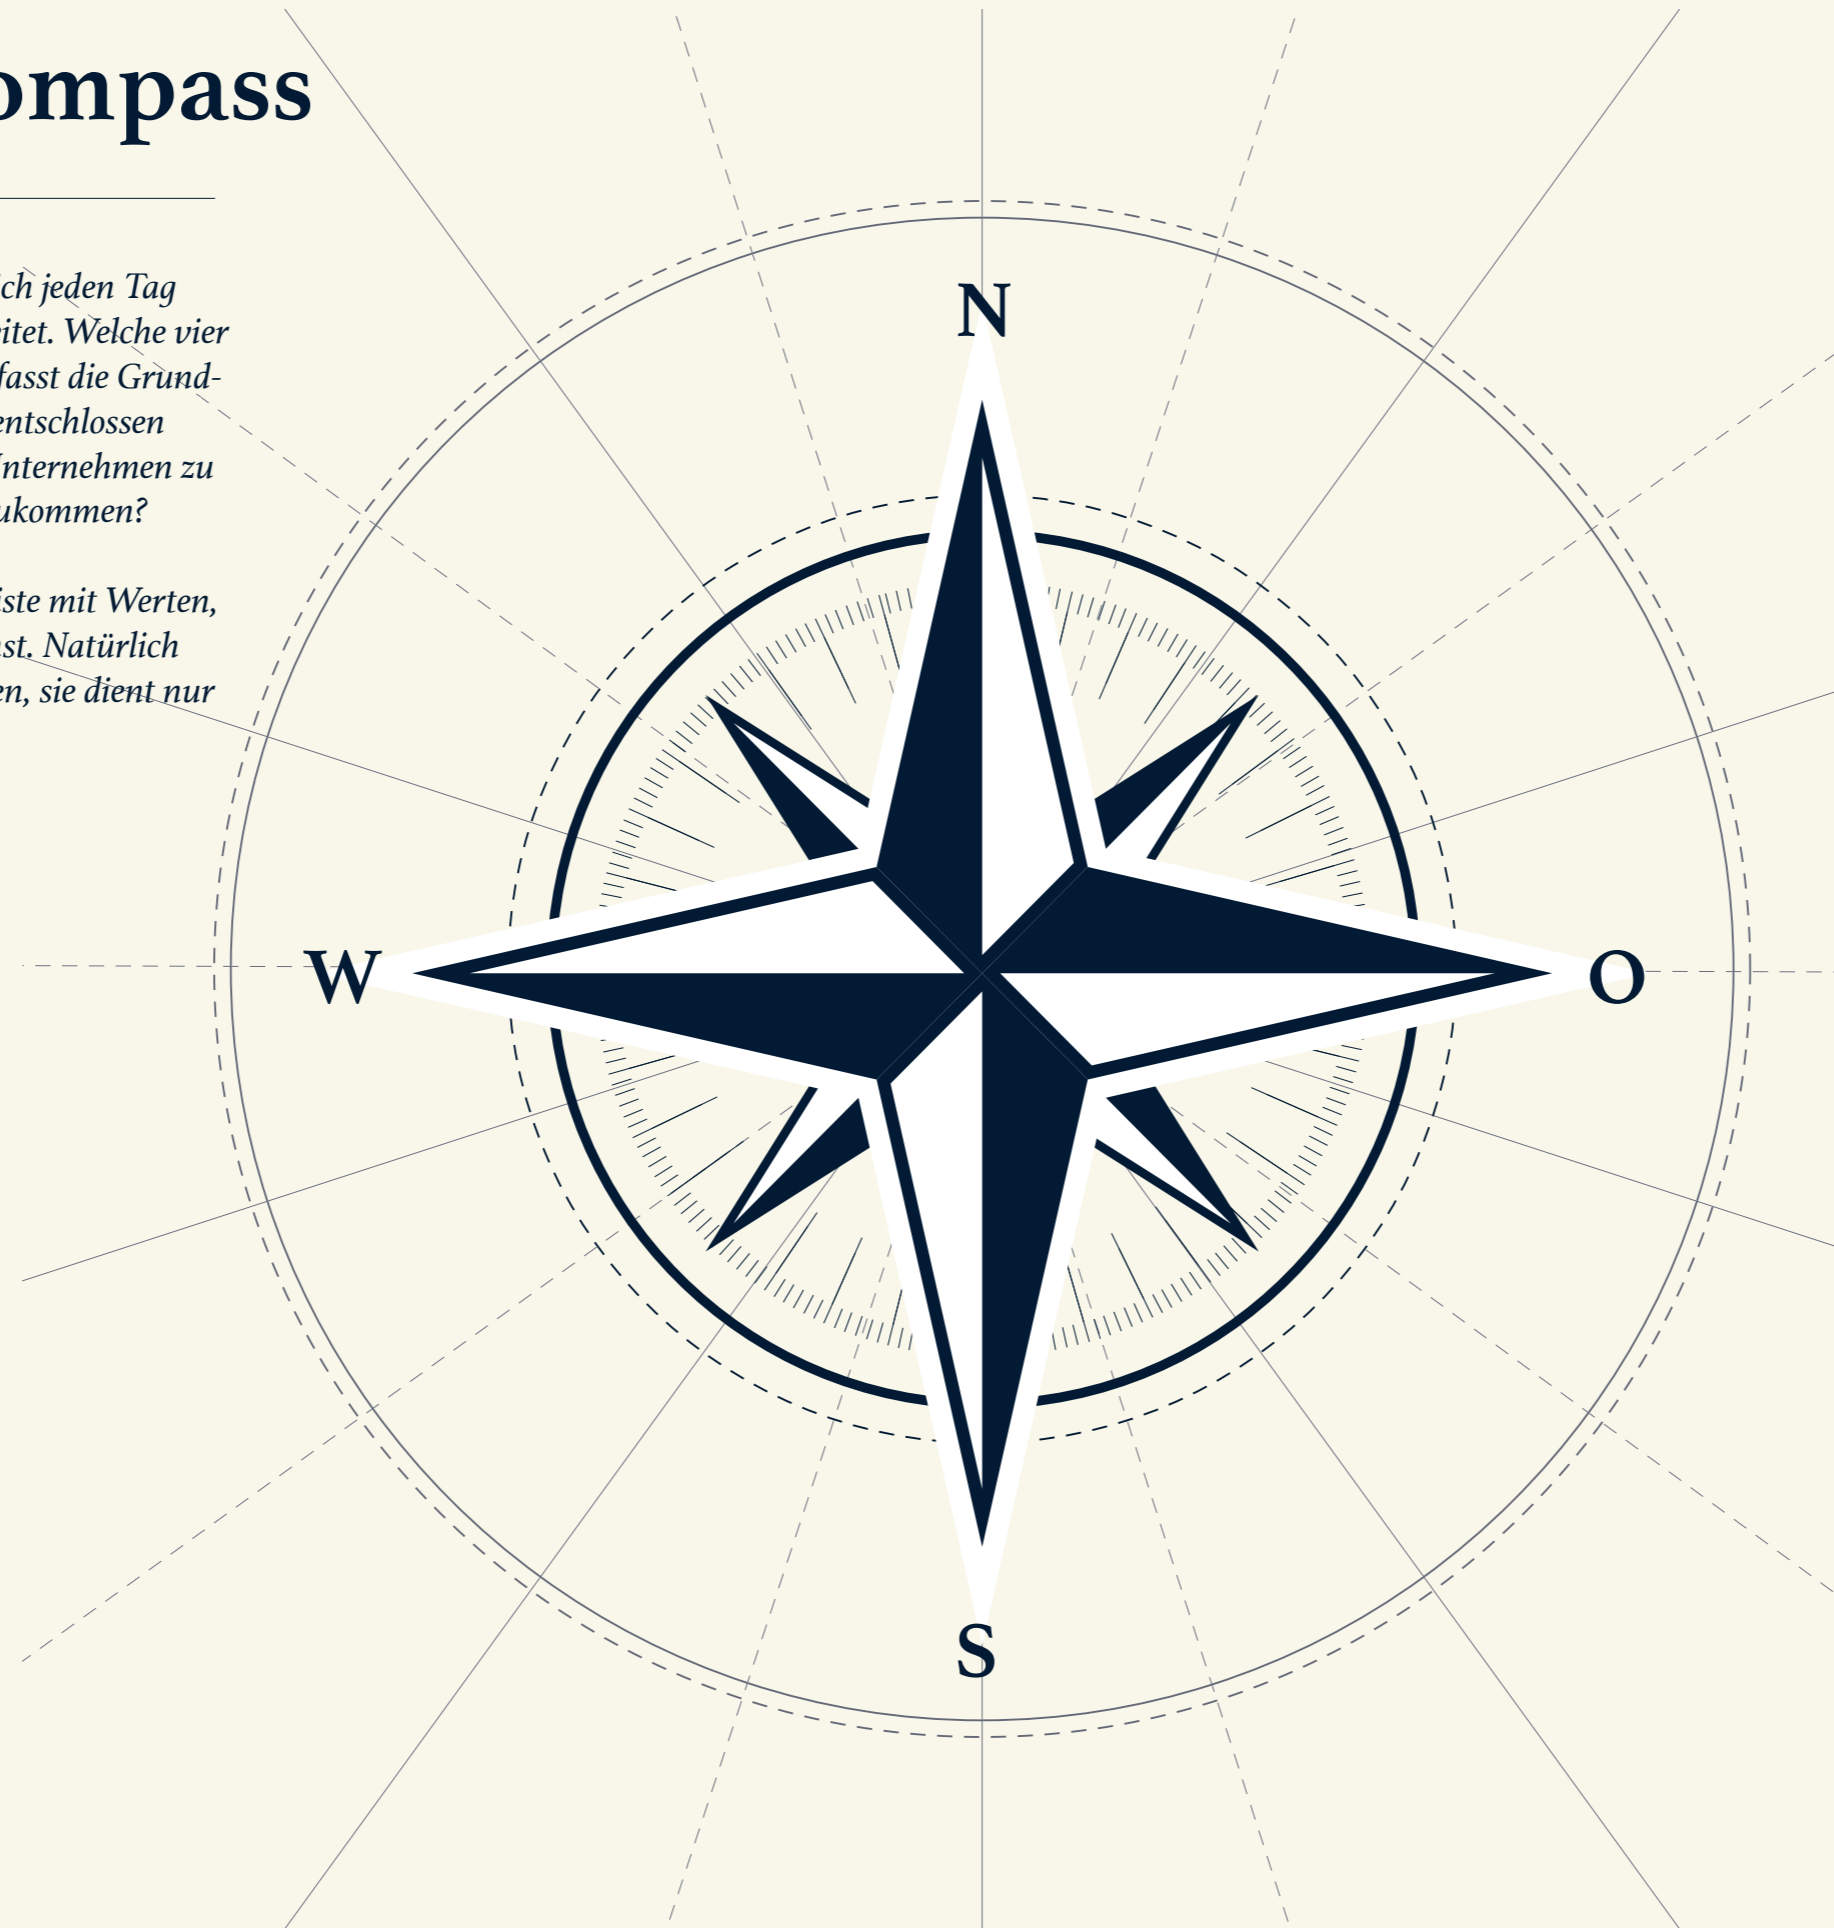 ompass
ch jeden Tag
itet. Welche vier
fasst die Grund-
entschlossen
nternehmen zu
ukommen?
iste mit Werten,
st. Natürlich
en, sie dient nur
N
W
O
S